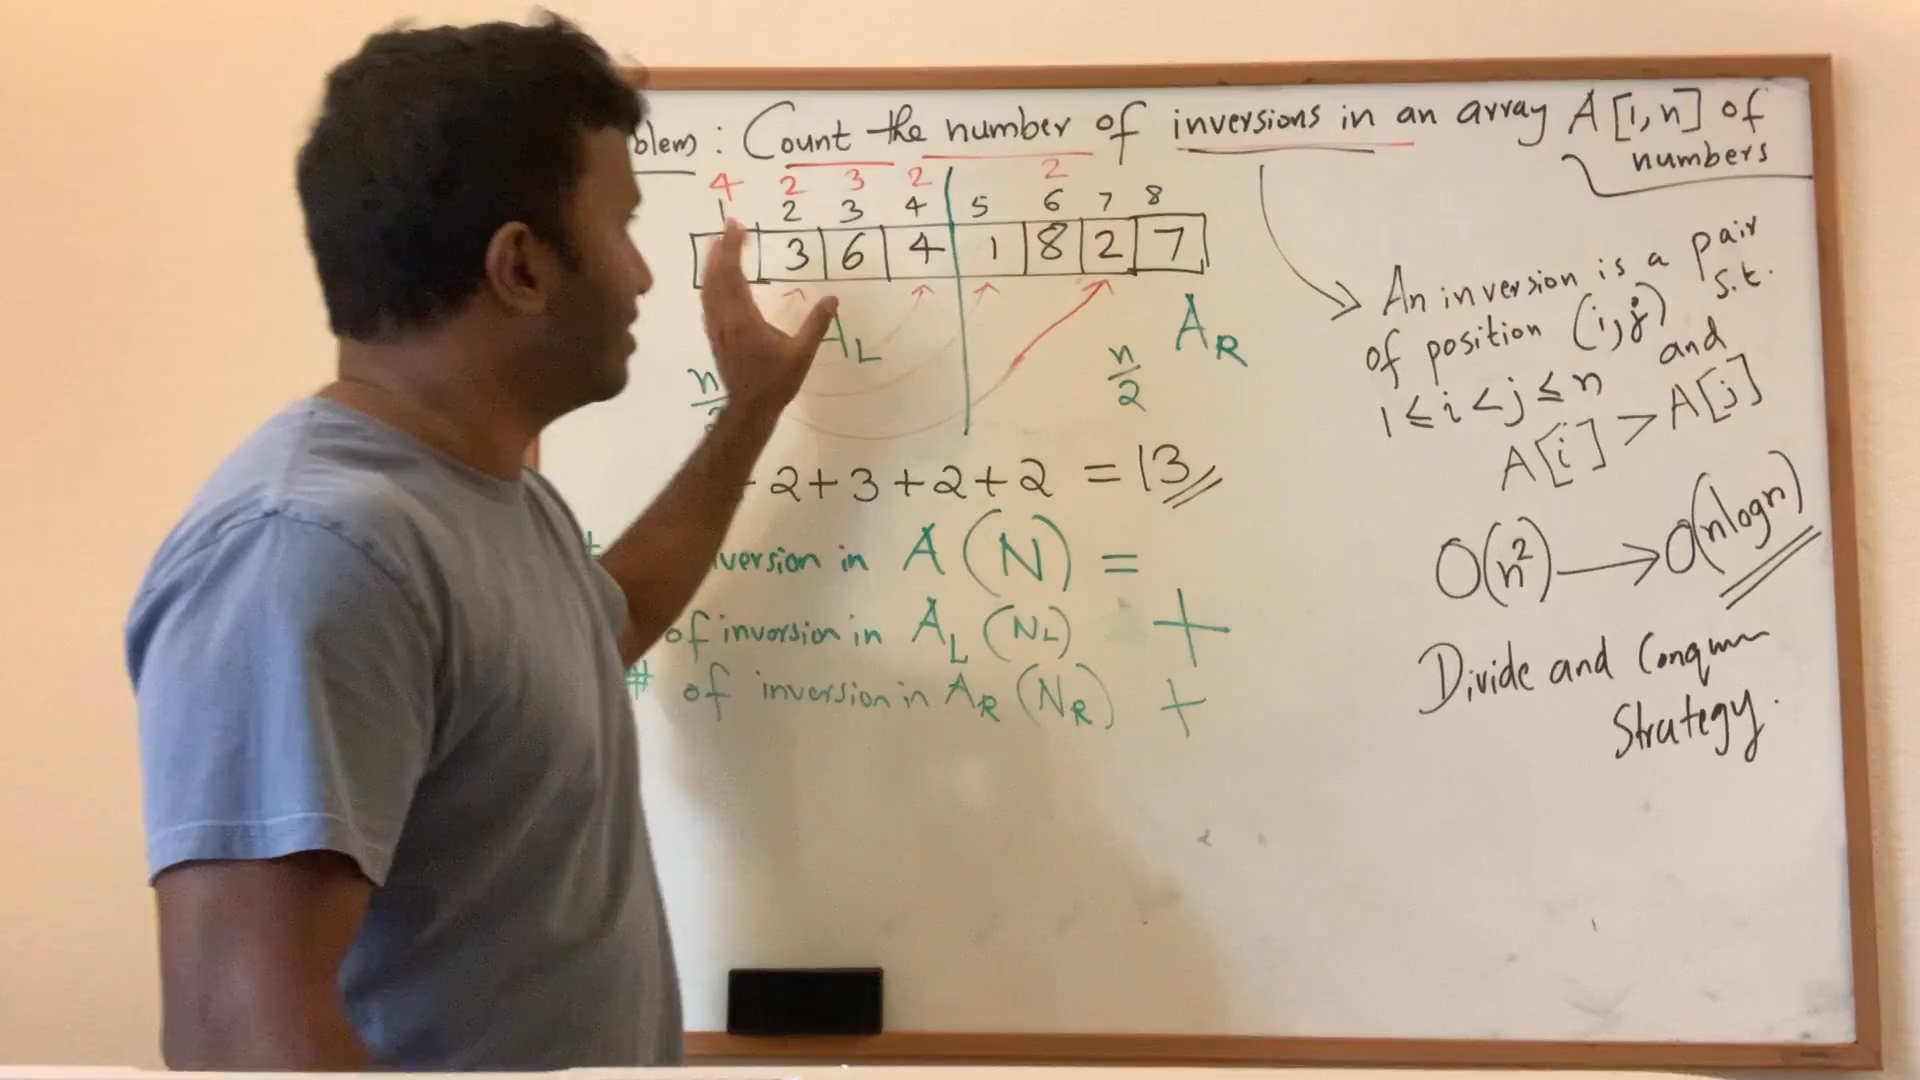 blem : Count the number of inversions in an array A[1,n] of
numbers
4 2 3 2 2
1 2 3 4 5 6 7 8
3 6 4 1 8 2 7
A_L A_R
n/2
An inversion is a pair
of position (i,j) s.t.
1 ≤ i < j ≤ n and
A[i] > A[j]
2+3+2+2 = 13
O(n²) → O(nlogn)
version in A (N) =
of inversion in A_L (N_L) +
# of inversion in A_R (N_R) +
Divide and Conquer
Strategy.